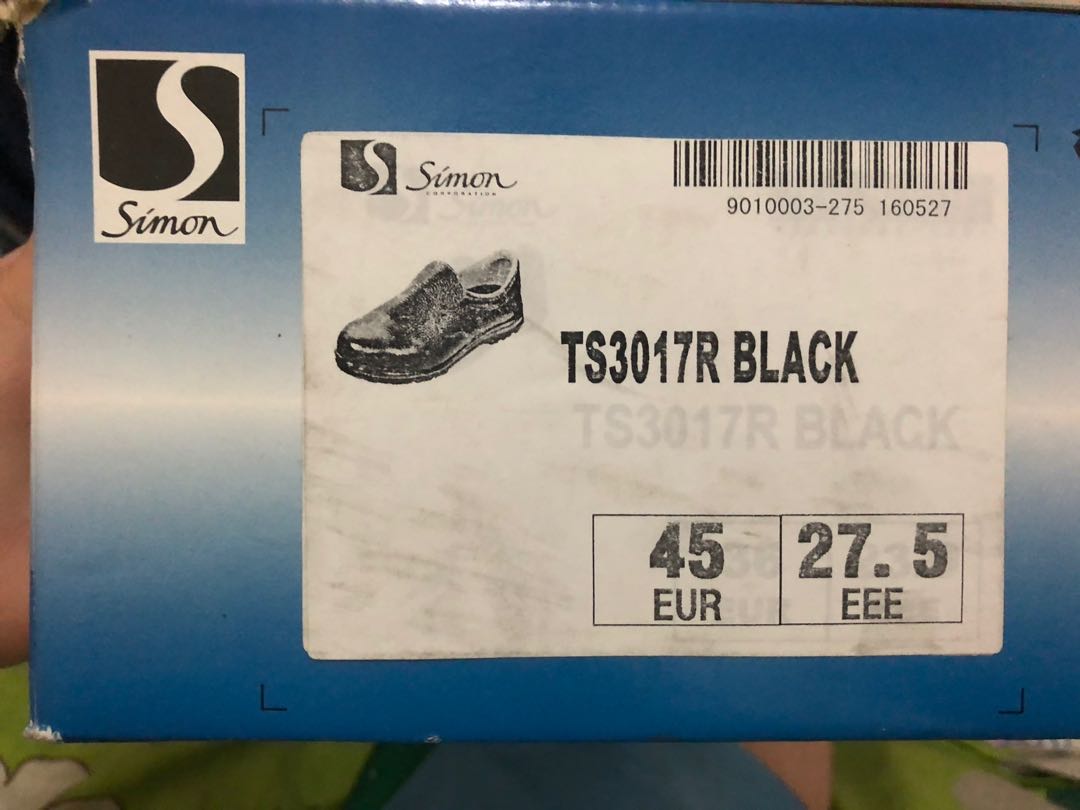 Simon
Simon
CORPORATION
9010003-275 160527
TS3017R BLACK
TS3017R BLACK
45
EUR
27.5
EEE